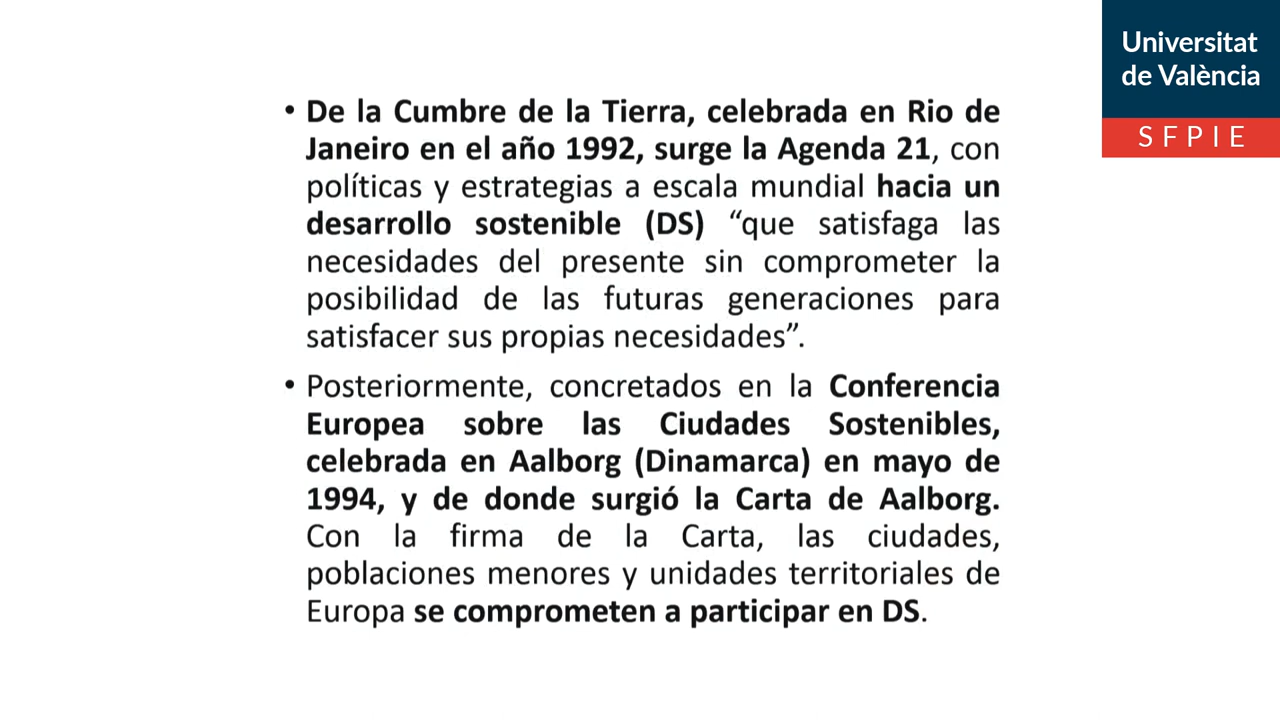 Universitat
de València
SFPIE
• De la Cumbre de la Tierra, celebrada en Rio de
Janeiro en el año 1992, surge la Agenda 21, con
políticas y estrategias a escala mundial hacia un
desarrollo sostenible (DS) “que satisfaga las
necesidades del presente sin comprometer la
posibilidad de las futuras generaciones para
satisfacer sus propias necesidades”.
• Posteriormente, concretados en la Conferencia
Europea sobre las Ciudades Sostenibles,
celebrada en Aalborg (Dinamarca) en mayo de
1994, y de donde surgió la Carta de Aalborg.
Con la firma de la Carta, las ciudades,
poblaciones menores y unidades territoriales de
Europa se comprometen a participar en DS.